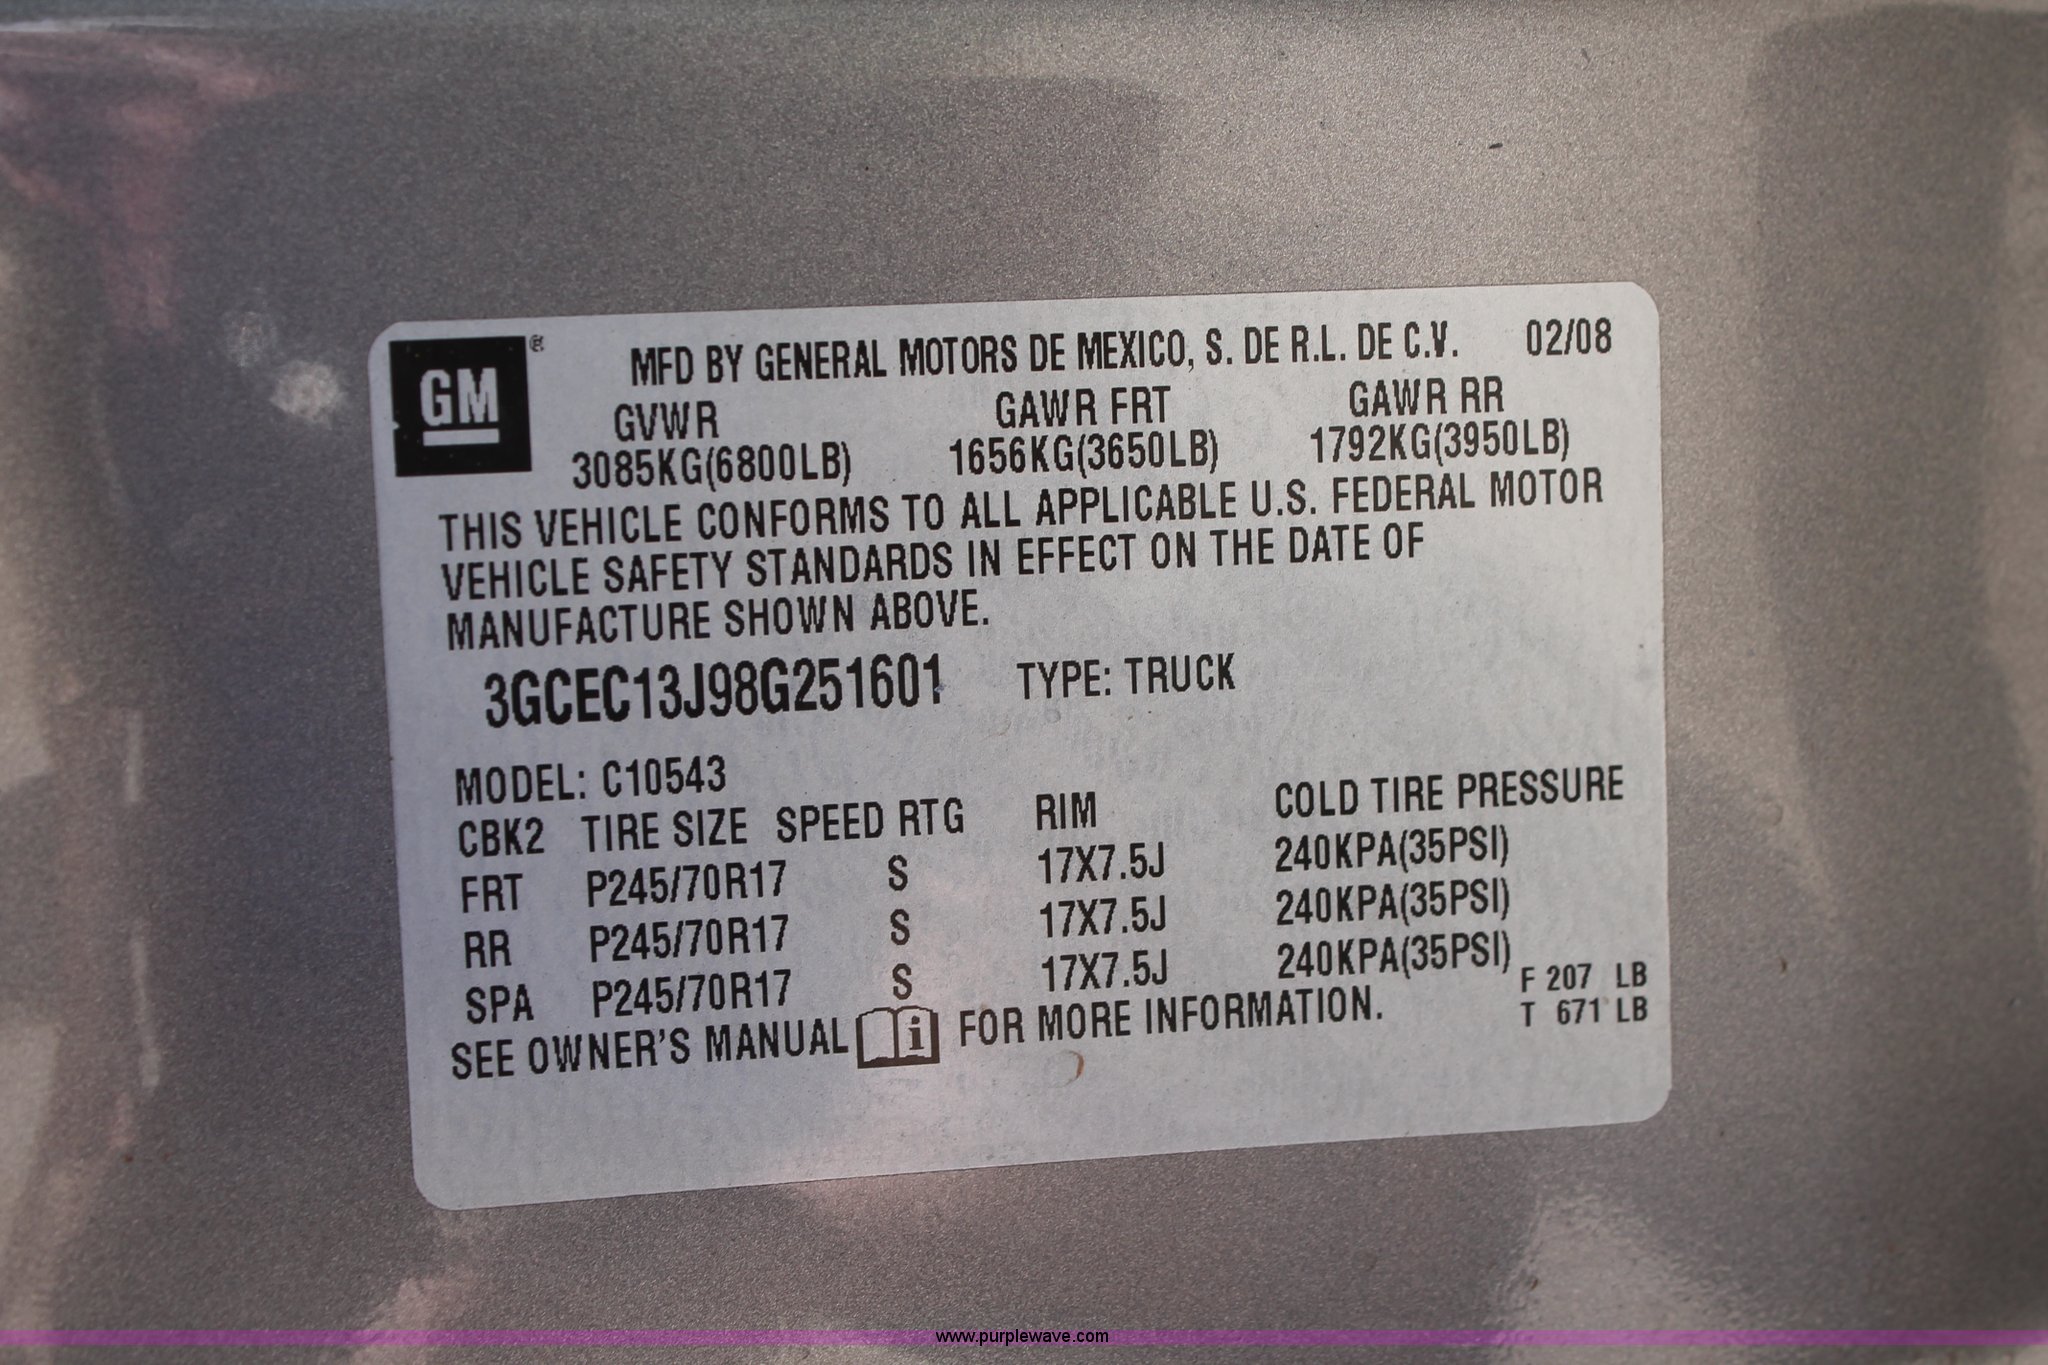 GM ®
MFD BY GENERAL MOTORS DE MEXICO, S. DE R.L. DE C.V. 02/08
GVWR GAWR FRT GAWR RR
3085KG(6800LB) 1656KG(3650LB) 1792KG(3950LB)
THIS VEHICLE CONFORMS TO ALL APPLICABLE U.S. FEDERAL MOTOR
VEHICLE SAFETY STANDARDS IN EFFECT ON THE DATE OF
MANUFACTURE SHOWN ABOVE.
3GCEC13J98G251601 TYPE: TRUCK
MODEL: C10543
CBK2 TIRE SIZE SPEED RTG RIM COLD TIRE PRESSURE
FRT P245/70R17 S 17X7.5J 240KPA(35PSI)
RR P245/70R17 S 17X7.5J 240KPA(35PSI)
SPA P245/70R17 S 17X7.5J 240KPA(35PSI)
F 207 LB
T 671 LB
SEE OWNER'S MANUAL i FOR MORE INFORMATION.
www.purplewave.com